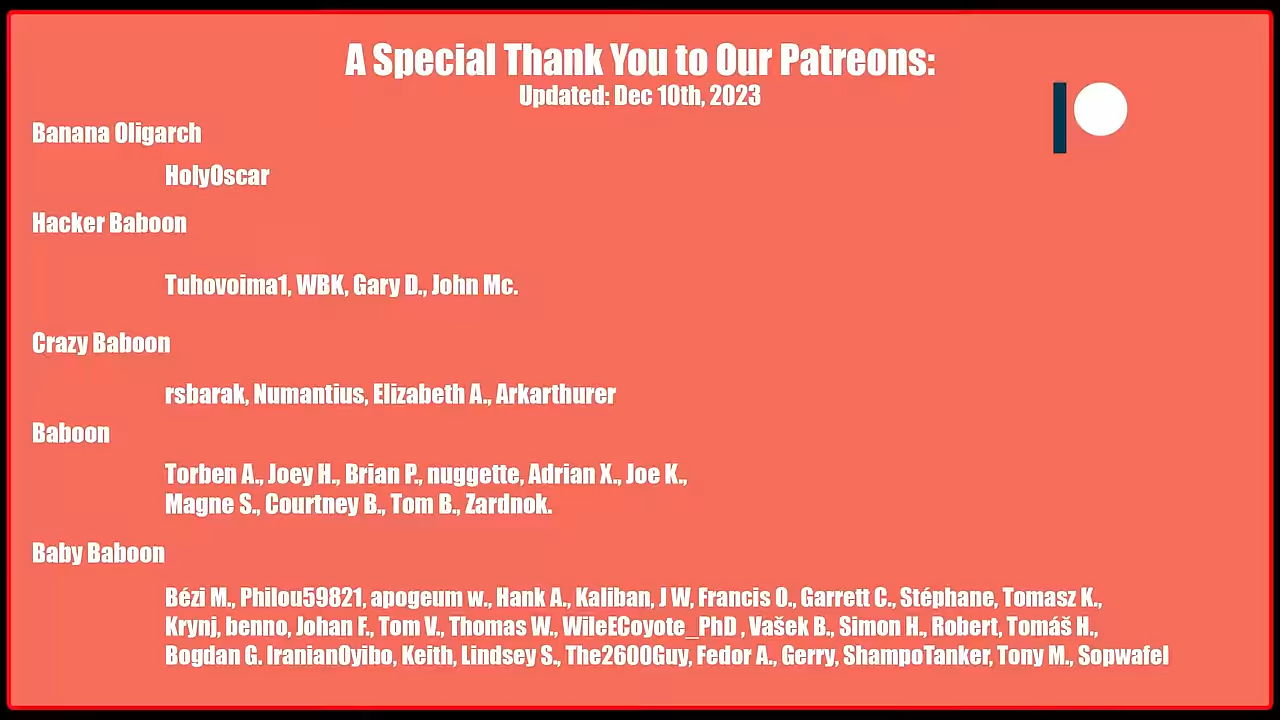 A Special Thank You to Our Patreons:
Updated: Dec 10th, 2023
Banana Oligarch
HolyOscar
Hacker Baboon
Tuhovoima1, WBK, Gary D., John Mc.
Crazy Baboon
rsbarak, Numantius, Elizabeth A., Arkarthurer
Baboon
Torben A., Joey H., Brian P., nuggette, Adrian X., Joe K.,
Magne S., Courtney B., Tom B., Zardnok.
Baby Baboon
Bézi M., Philou59821, apogeum w., Hank A., Kaliban, J W, Francis O., Garrett C., Stéphane, Tomasz K.,
Krynj, benno, Johan F., Tom V., Thomas W., WileECoyote_PhD , Vašek B., Simon H., Robert, Tomáš H.,
Bogdan G. IranianOyibo, Keith, Lindsey S., The2600Guy, Fedor A., Gerry, ShampoTanker, Tony M., Sopwafel